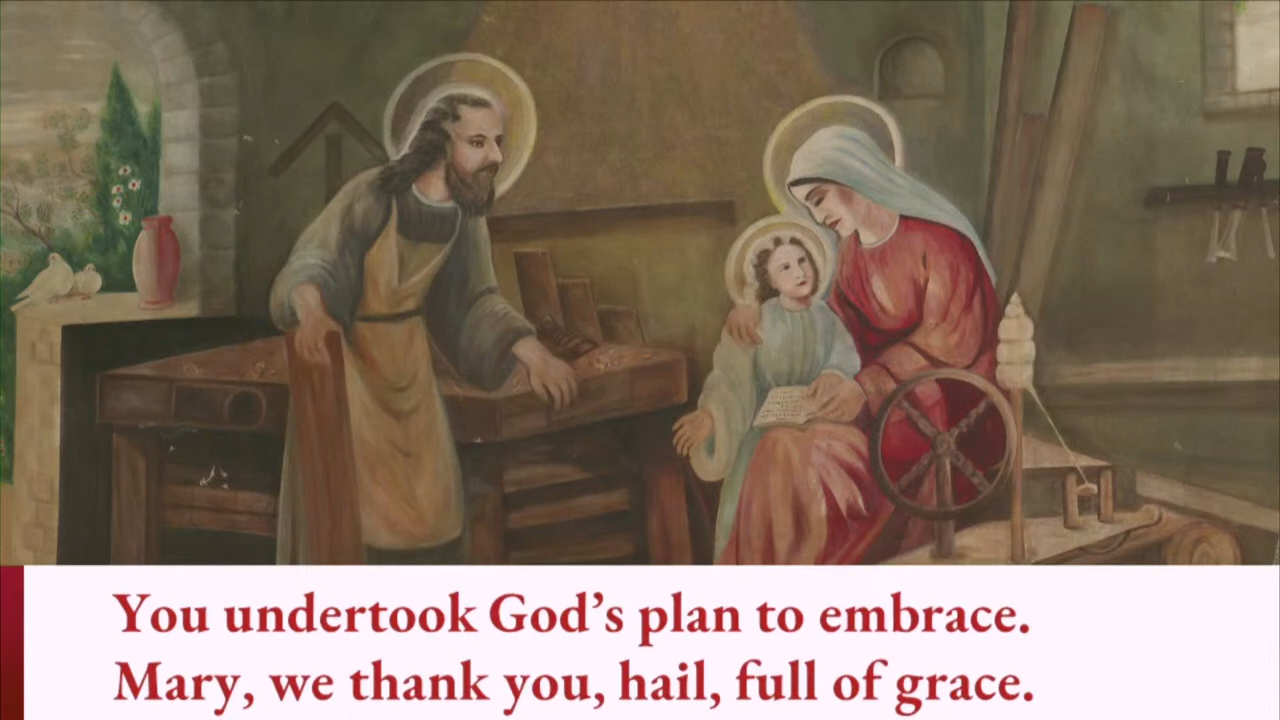 You undertook God’s plan to embrace.
Mary, we thank you, hail, full of grace.